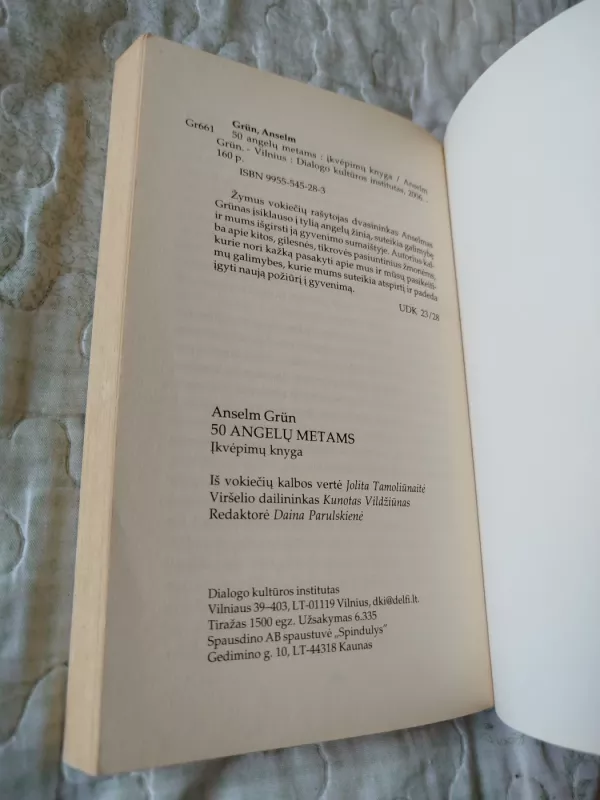 Grün, Anselm
Gr661 50 angelų metams : įkvėpimų knyga / Anselm
Grün. - Vilnius : Dialogo kultūros institutas, 2006. -
160 p.
ISBN 9955-545-28-3
Žymus vokiečių rašytojas dvasininkas Anselmas
Grünas įsiklauso į tylią angelų žinią, suteikia galimybę
ir mums išgirsti ją gyvenimo sumaištyje. Autorius kal-
ba apie kitos, gilesnės, tikrovės pasiuntinius žmonėms,
kurie nori kažką pasakyti apie mus ir mūsų pasikeiti-
mų galimybes, kurie mums suteikia atspirtį ir padeda
įgyti naują požiūrį į gyvenimą.
UDK 23/28
Anselm Grün
50 ANGELŲ METAMS
Įkvėpimų knyga
Iš vokiečių kalbos vertė Jolita Tamoliūnaitė
Viršelio dailininkas Kunotas Vildžiūnas
Redaktorė Daina Parulskienė
Dialogo kultūros institutas
Vilniaus 39–403, LT-01119 Vilnius, dki@delfi.lt.
Tiražas 1500 egz. Užsakymas 6.335
Spausdino AB spaustuvė „Spindulys”
Gedimino g. 10, LT-44318 Kaunas